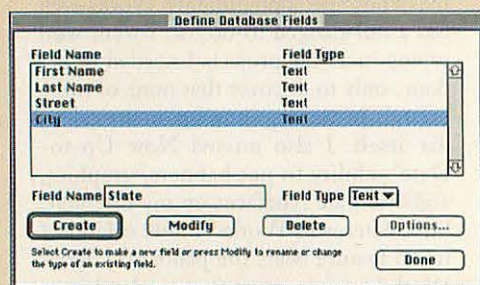 Define Database Fields
Field Name Field Type
First Name Text
Last Name Text
Street Text
City Text
Field Name State Field Type Text
Create Modify Delete Options...
Select Create to make a new field or press Modify to rename or change
the type of an existing field.
Done